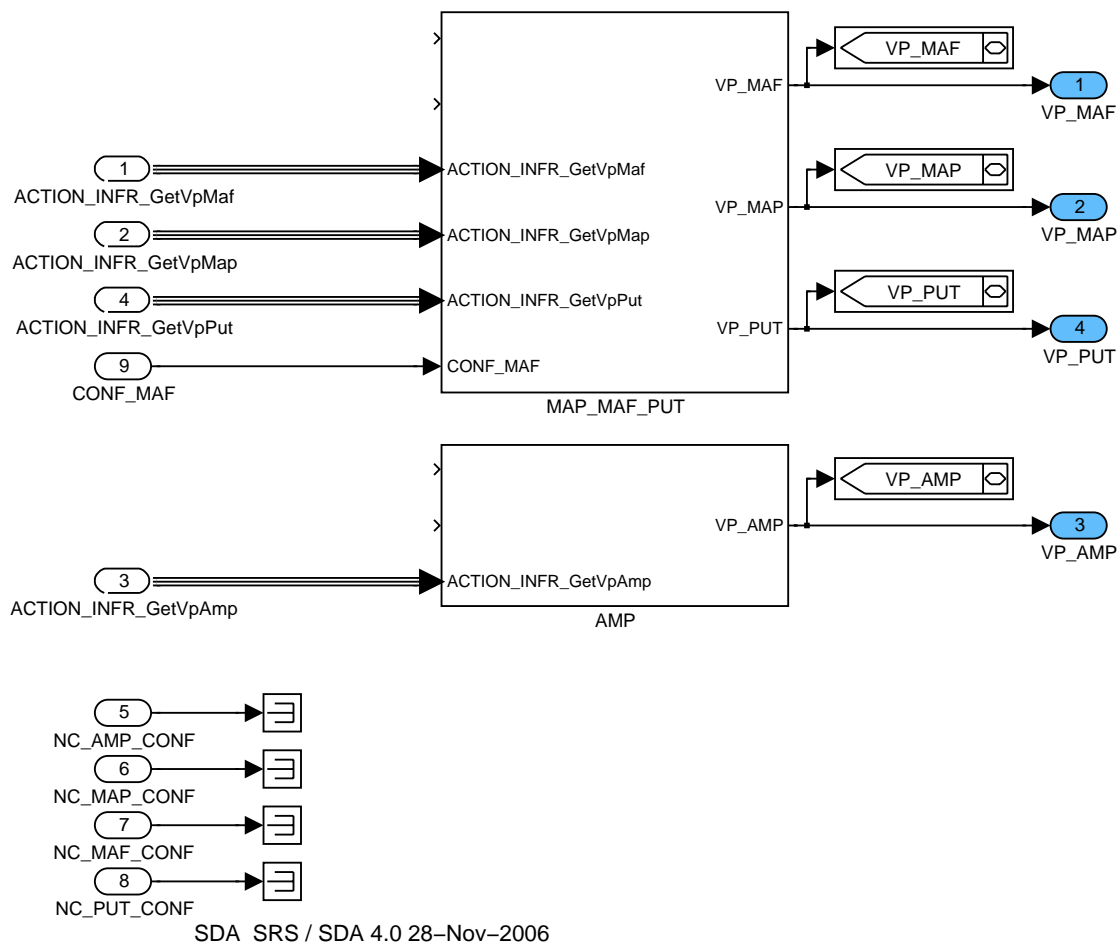 VP_MAF
VP_MAF
1
VP_MAF
1
ACTION_INFR_GetVpMaf
ACTION_INFR_GetVpMaf
VP_MAP
VP_MAP
2
VP_MAP
2
ACTION_INFR_GetVpMap
ACTION_INFR_GetVpMap
4
ACTION_INFR_GetVpPut
ACTION_INFR_GetVpPut
VP_PUT
VP_PUT
4
VP_PUT
9
CONF_MAF
CONF_MAF
MAP_MAF_PUT
VP_AMP
VP_AMP
3
VP_AMP
3
ACTION_INFR_GetVpAmp
ACTION_INFR_GetVpAmp
AMP
5
NC_AMP_CONF
6
NC_MAP_CONF
7
NC_MAF_CONF
8
NC_PUT_CONF
SDA SRS / SDA 4.0 28–Nov–2006